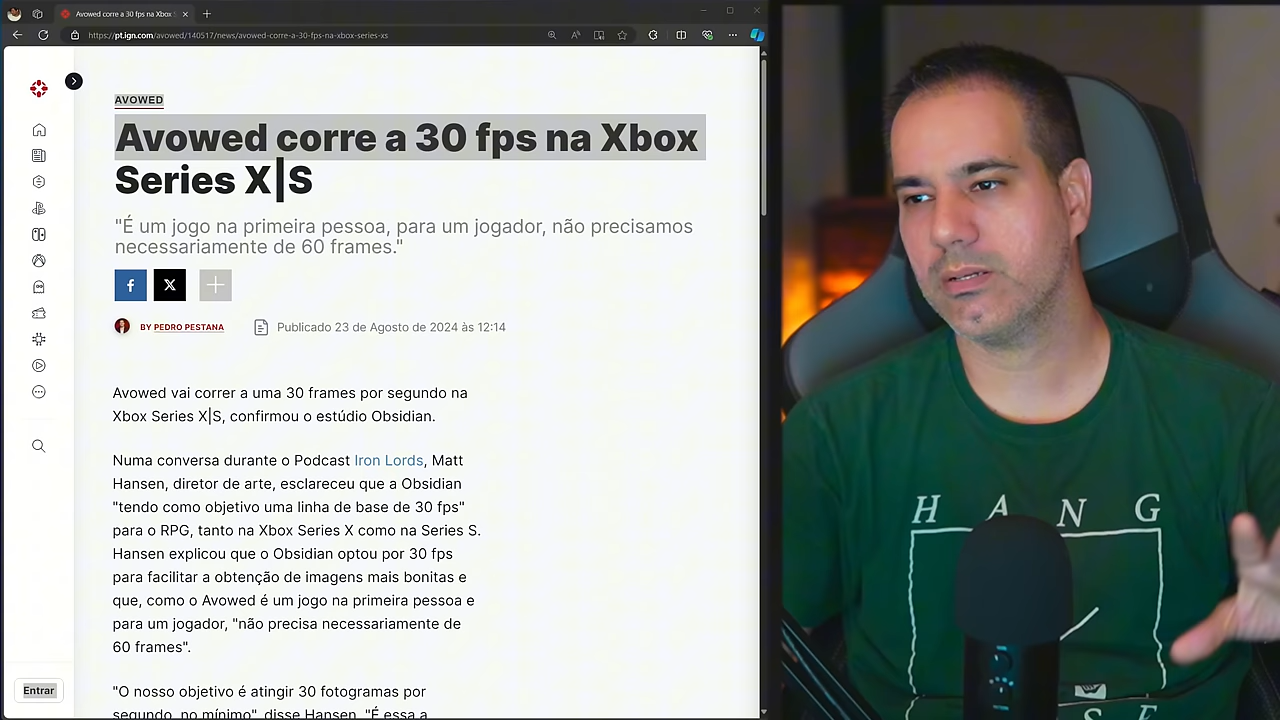 Avowed corre a 30 fps na Xbox S
https://pt.ign.com/avowed/140517/news/avowed-corre-a-30-fps-na-xbox-series-xs
AVOWED
Avowed corre a 30 fps na Xbox
Series X|S
"É um jogo na primeira pessoa, para um jogador, não precisamos
necessariamente de 60 frames."
BY PEDRO PESTANA
Publicado 23 de Agosto de 2024 às 12:14
Avowed vai correr a uma 30 frames por segundo na
Xbox Series X|S, confirmou o estúdio Obsidian.
Numa conversa durante o Podcast Iron Lords, Matt
Hansen, diretor de arte, esclareceu que a Obsidian
"tendo como objetivo uma linha de base de 30 fps"
para o RPG, tanto na Xbox Series X como na Series S.
Hansen explicou que o Obsidian optou por 30 fps
para facilitar a obtenção de imagens mais bonitas e
que, como o Avowed é um jogo na primeira pessoa e
para um jogador, "não precisa necessariamente de
60 frames".
"O nosso objetivo é atingir 30 fotogramas por
segundo, no mínimo", disse Hansen. "É essa a
Entrar
HANG